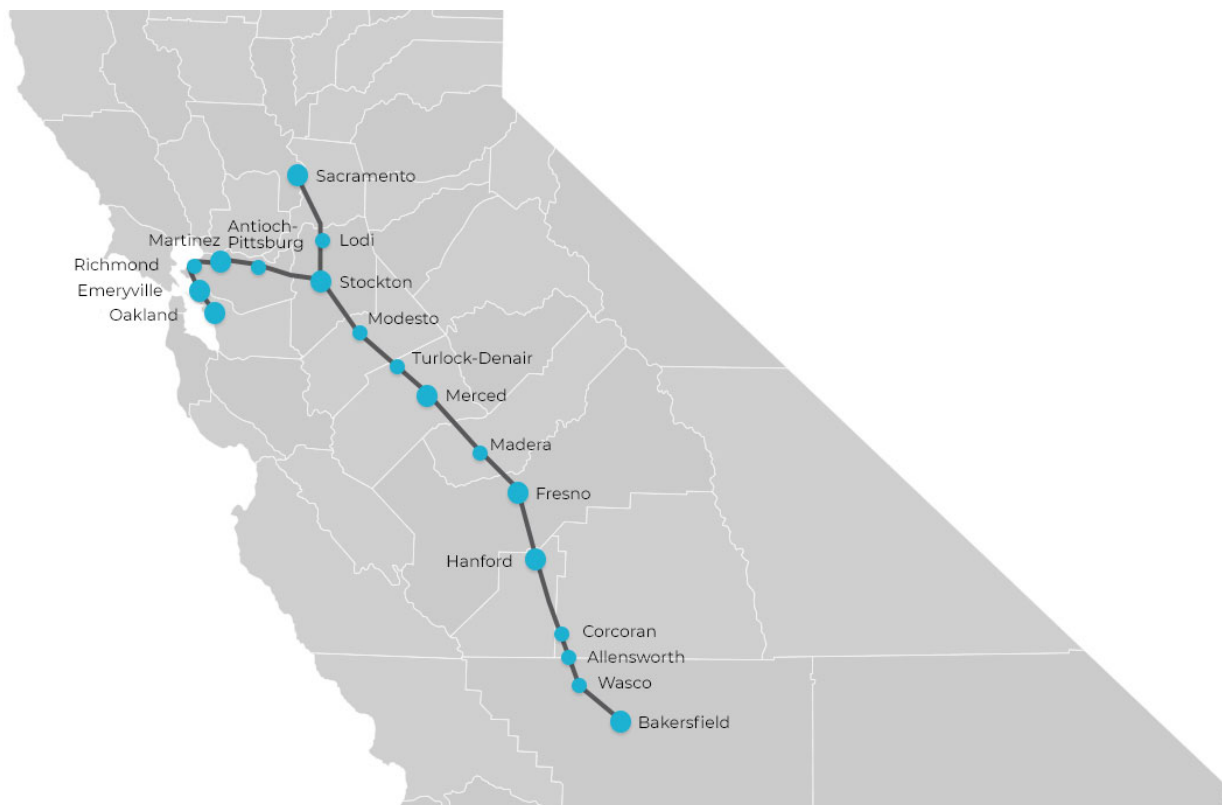 Sacramento
Antioch-
Pittsburg
Martinez
Lodi
Richmond
Stockton
Emeryville
Oakland
Modesto
Turlock-Denair
Merced
Madera
Fresno
Hanford
Corcoran
Allensworth
Wasco
Bakersfield